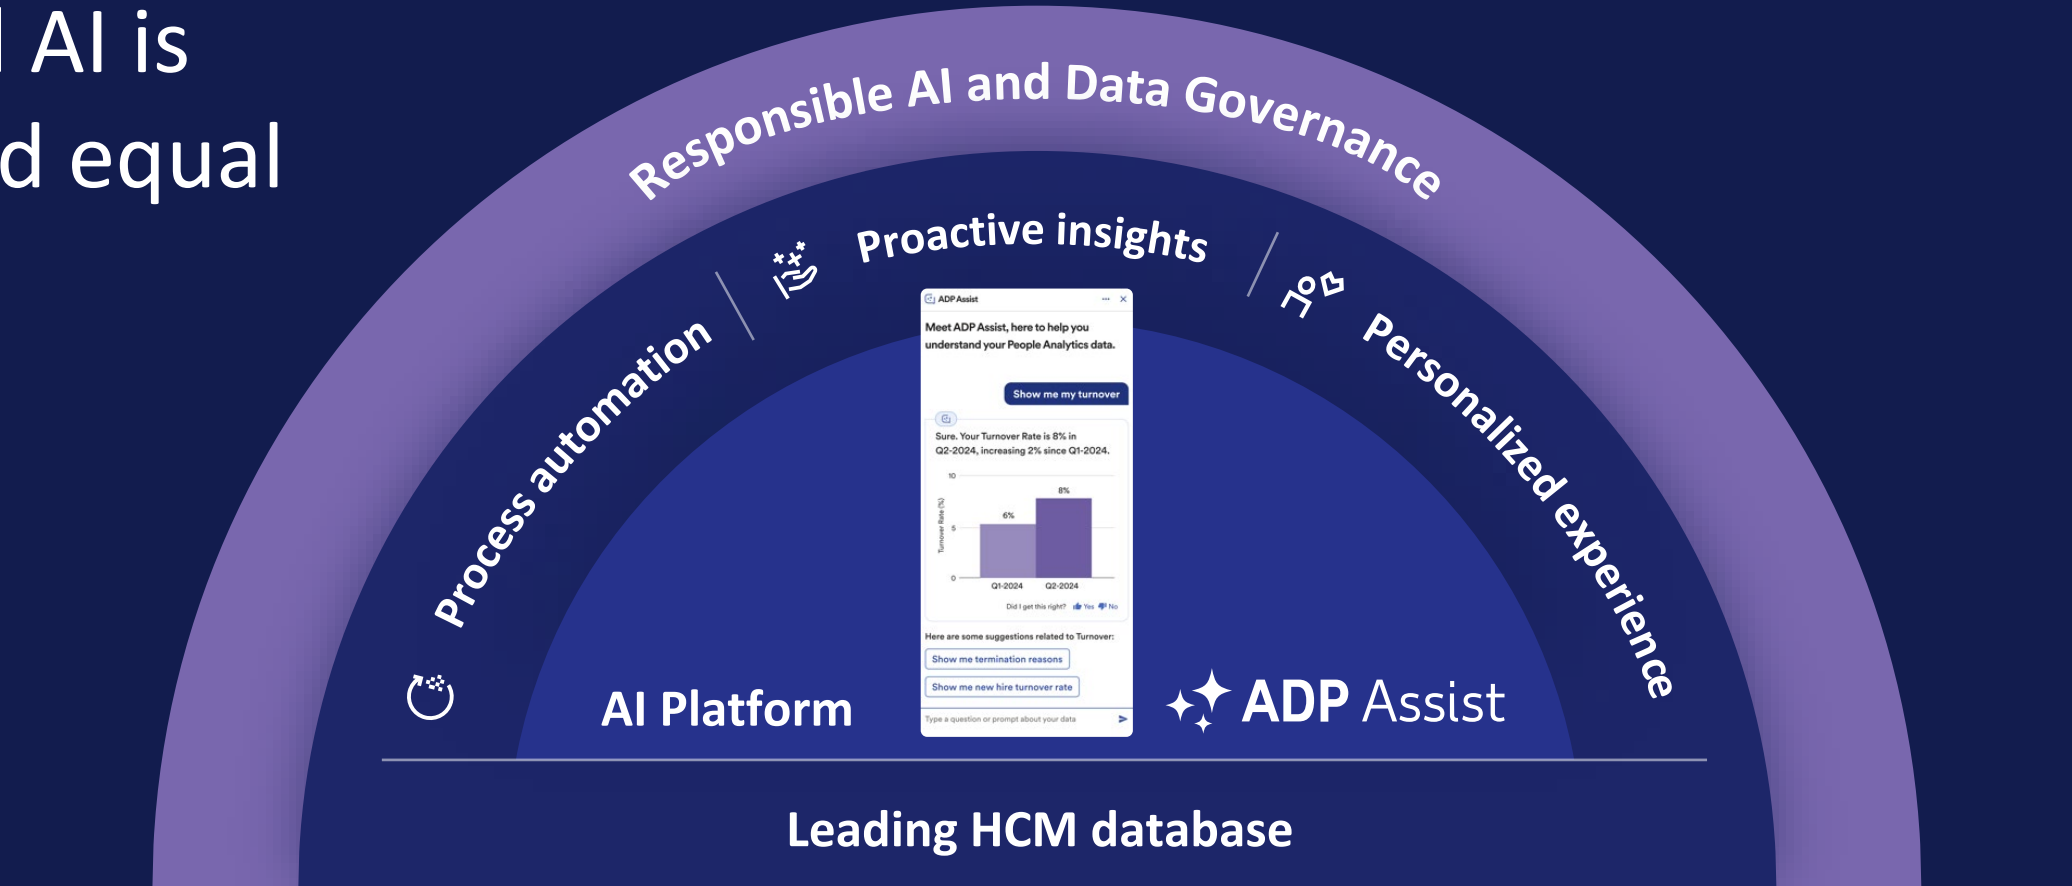 AI is
d equal
Responsible AI and Data Governance
Process automation
Proactive insights
Personalized experience
ADP Assist
Meet ADP Assist, here to help you
understand your People Analytics data.
Show me my turnover
Sure. Your Turnover Rate is 8% in
Q2-2024, increasing 2% since Q1-2024.
10
8%
6%
Turnover Rate (%)
5
0
Q1-2024 Q2-2024
Did I get this right? Yes No
Here are some suggestions related to Turnover:
Show me termination reasons
Show me new hire turnover rate
Type a question or prompt about your data
AI Platform
ADP Assist
Leading HCM database